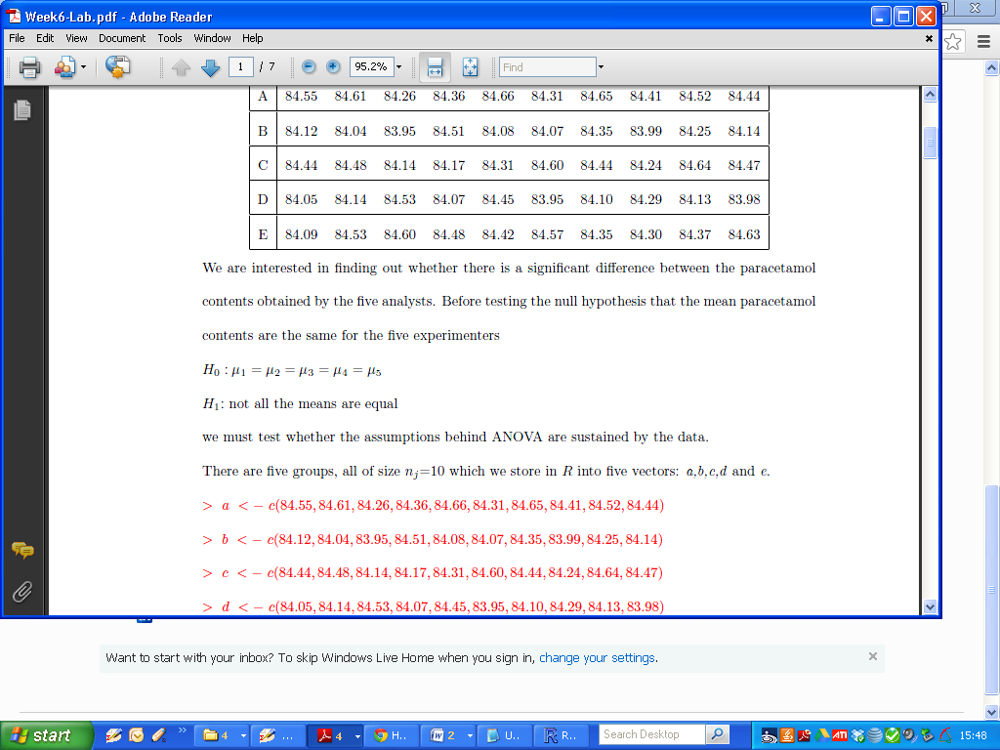 Week6-Lab.pdf - Adobe Reader
File Edit View Document Tools Window Help
1 / 7 95.2% Find
A 84.55 84.61 84.26 84.36 84.66 84.31 84.65 84.41 84.52 84.44
B 84.12 84.04 83.95 84.51 84.08 84.07 84.35 83.99 84.25 84.14
C 84.44 84.48 84.14 84.17 84.31 84.60 84.44 84.24 84.64 84.47
D 84.05 84.14 84.53 84.07 84.45 83.95 84.10 84.29 84.13 83.98
E 84.09 84.53 84.60 84.48 84.42 84.57 84.35 84.30 84.37 84.63
We are interested in finding out whether there is a significant difference between the paracetamol
contents obtained by the five analysts. Before testing the null hypothesis that the mean paracetamol
contents are the same for the five experimenters
H₀ : μ₁ = μ₂ = μ₃ = μ₄ = μ₅
H₁: not all the means are equal
we must test whether the assumptions behind ANOVA are sustained by the data.
There are five groups, all of size nⱼ=10 which we store in R into five vectors: a,b,c,d and e.
> a < − c(84.55, 84.61, 84.26, 84.36, 84.66, 84.31, 84.65, 84.41, 84.52, 84.44)
> b < − c(84.12, 84.04, 83.95, 84.51, 84.08, 84.07, 84.35, 83.99, 84.25, 84.14)
> c < − c(84.44, 84.48, 84.14, 84.17, 84.31, 84.60, 84.44, 84.24, 84.64, 84.47)
> d < − c(84.05, 84.14, 84.53, 84.07, 84.45, 83.95, 84.10, 84.29, 84.13, 83.98)
Want to start with your inbox? To skip Windows Live Home when you sign in, change your settings.
start 4 ... 4 H... 2 U... R... Search Desktop ATI 15:48